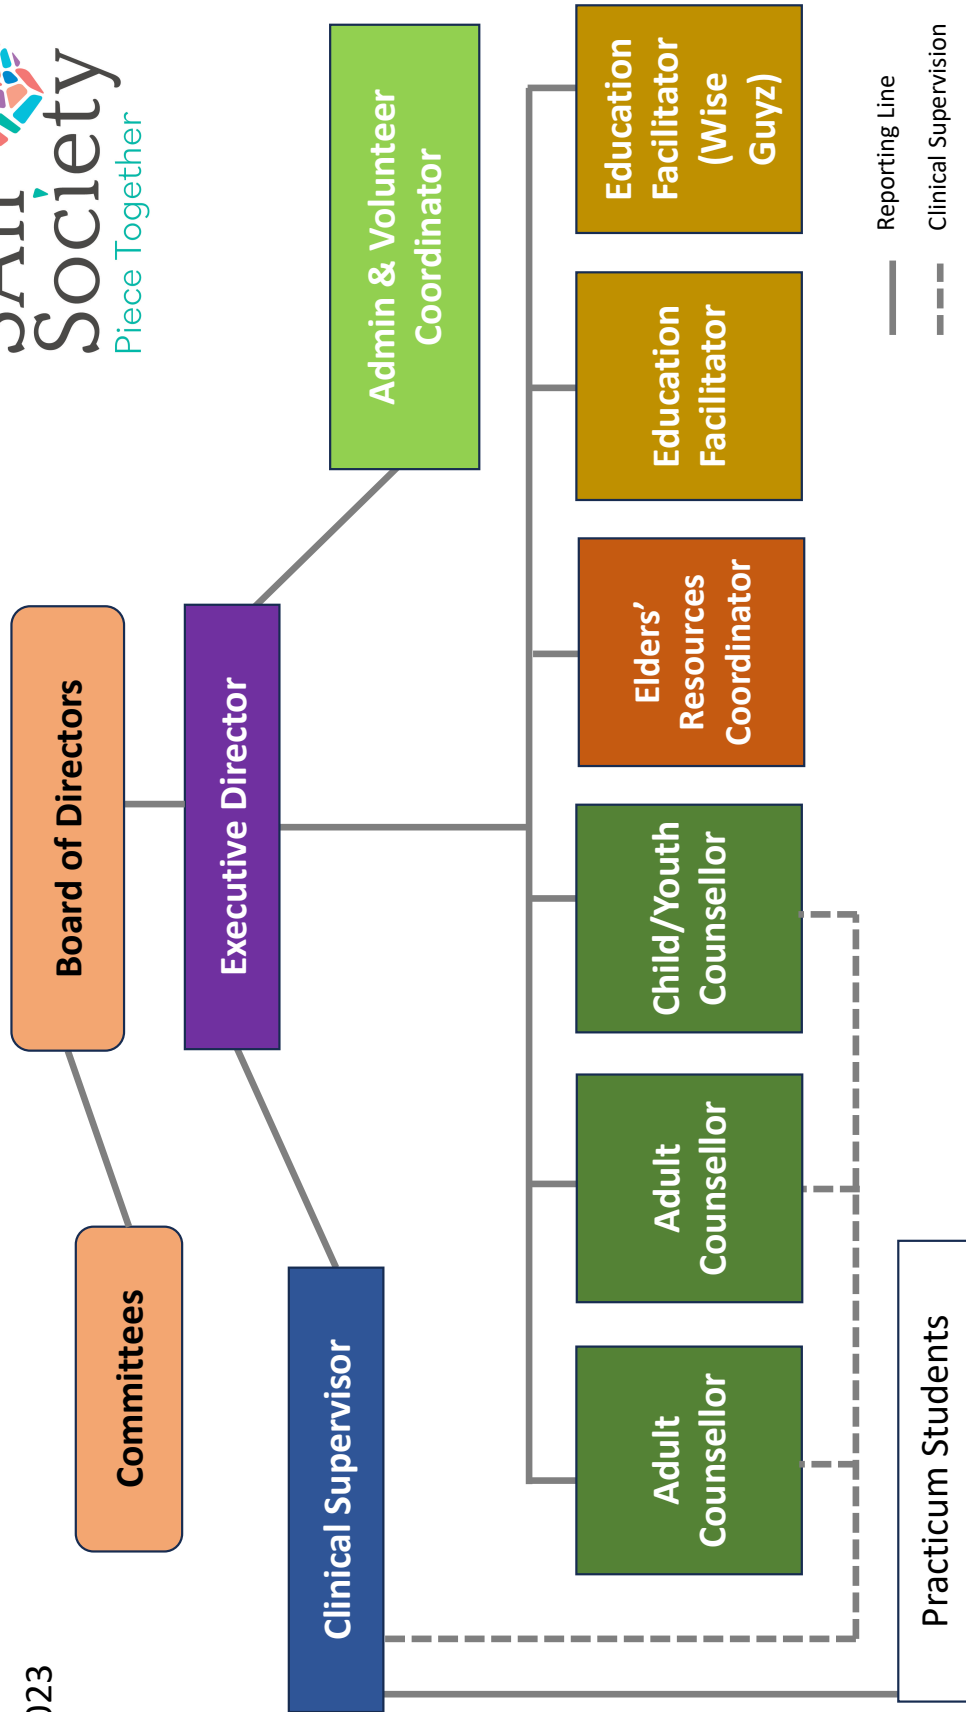 Society
Piece Together
Board of Directors
Committees
Executive Director
Admin & Volunteer
Coordinator
Clinical Supervisor
Adult
Counsellor
Adult
Counsellor
Child/Youth
Counsellor
Elders’
Resources
Coordinator
Education
Facilitator
Education
Facilitator
(Wise
Guyz)
Practicum Students
Reporting Line
Clinical Supervision